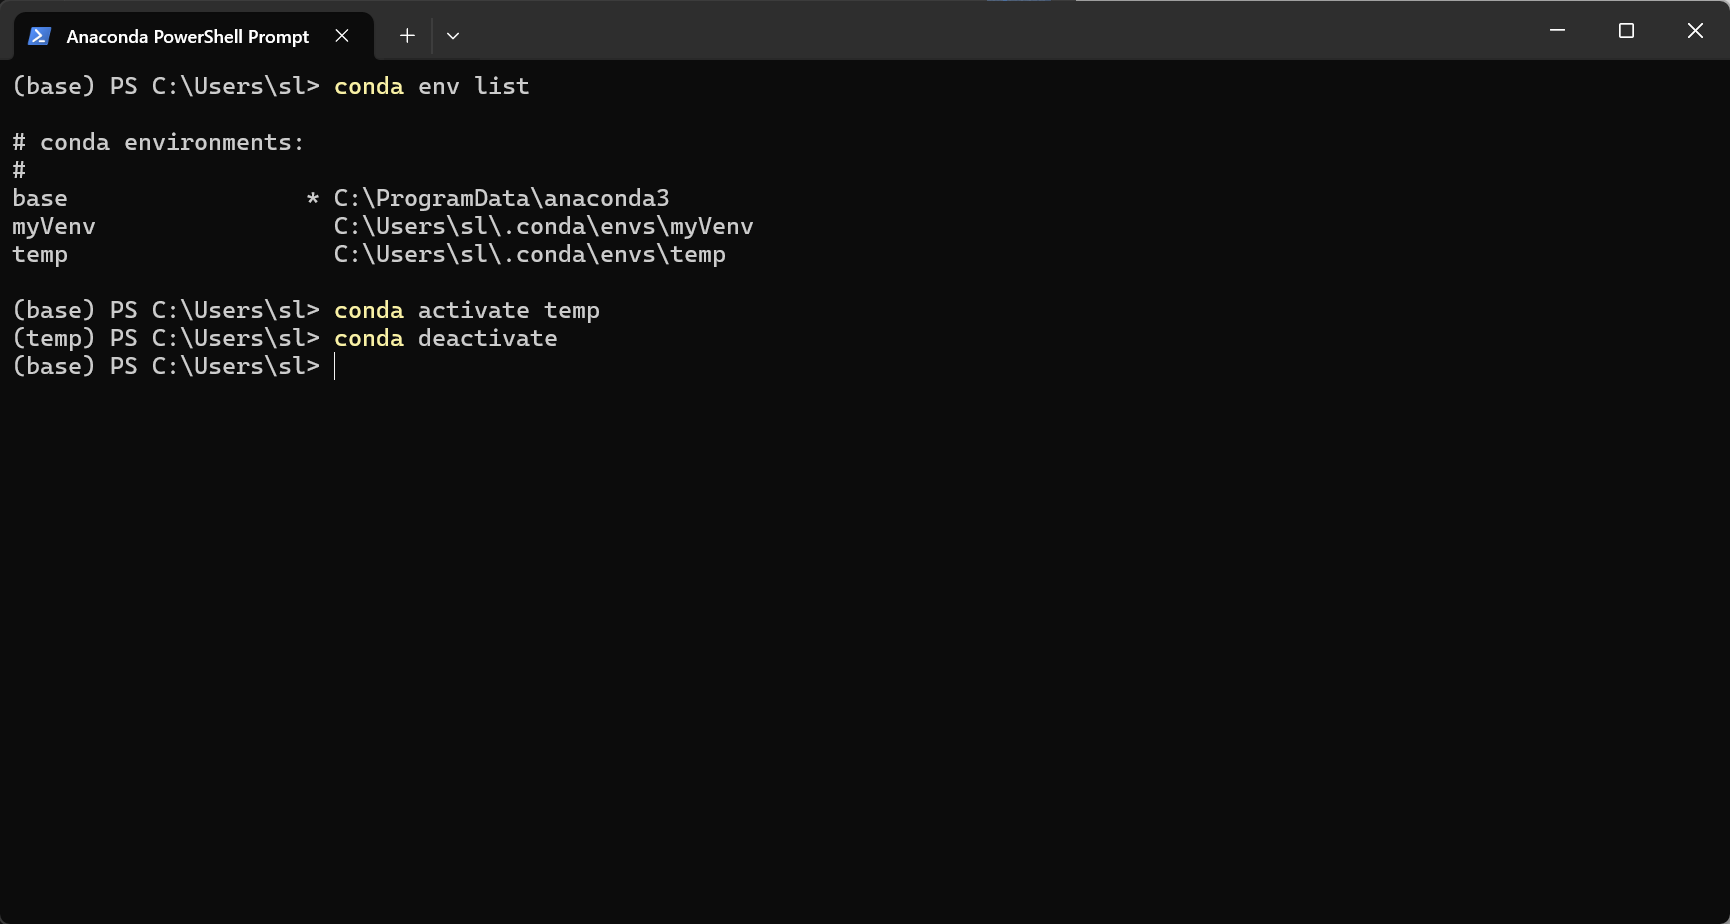 Anaconda PowerShell Prompt
(base) PS C:\Users\sl> conda env list
# conda environments:
#
base                     * C:\ProgramData\anaconda3
myVenv                     C:\Users\sl\.conda\envs\myVenv
temp                       C:\Users\sl\.conda\envs\temp
(base) PS C:\Users\sl> conda activate temp
(temp) PS C:\Users\sl> conda deactivate
(base) PS C:\Users\sl>